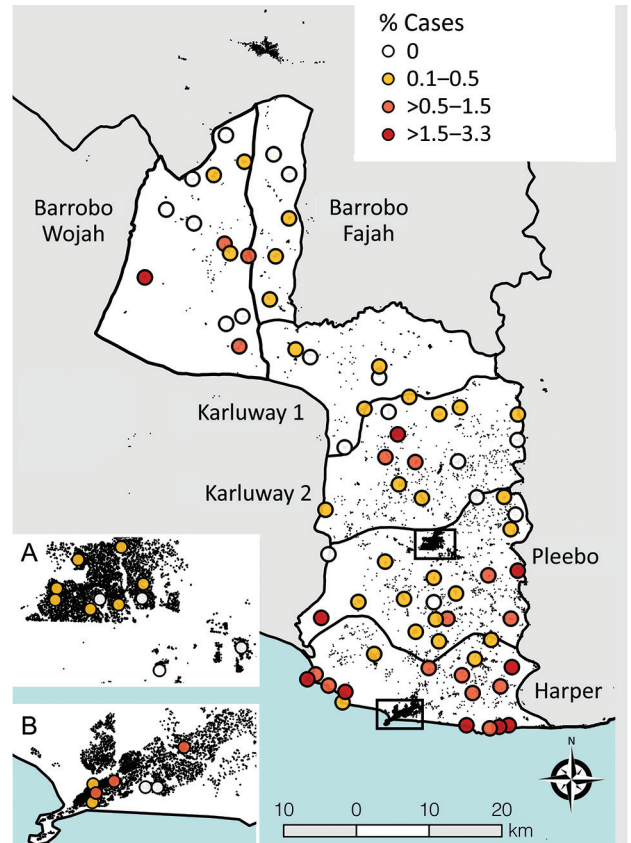 % Cases
0
0.1–0.5
>0.5–1.5
>1.5–3.3
Barrobo
Wojah
Barrobo
Fajah
Karluway 1
Karluway 2
A
Pleebo
B
Harper
N
10 0 10 20
km